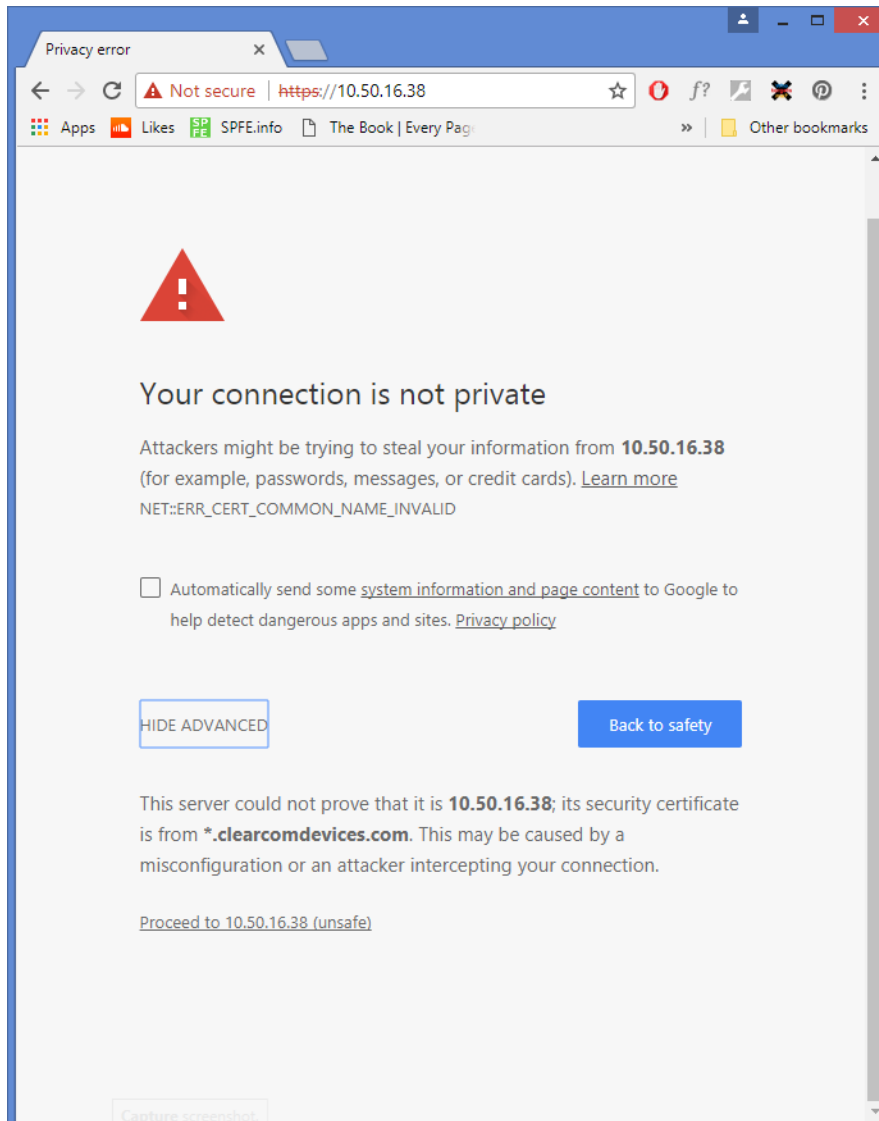 Privacy error
Not secure | https://10.50.16.38
f?
Apps Likes SP FE SPFE.info The Book | Every Pag » Other bookmarks
Your connection is not private
Attackers might be trying to steal your information from 10.50.16.38
(for example, passwords, messages, or credit cards). Learn more
NET::ERR_CERT_COMMON_NAME_INVALID
Automatically send some system information and page content to Google to
help detect dangerous apps and sites. Privacy policy
HIDE ADVANCED
Back to safety
This server could not prove that it is 10.50.16.38; its security certificate
is from *.clearcomdevices.com. This may be caused by a
misconfiguration or an attacker intercepting your connection.
Proceed to 10.50.16.38 (unsafe)
Capture screenshot.